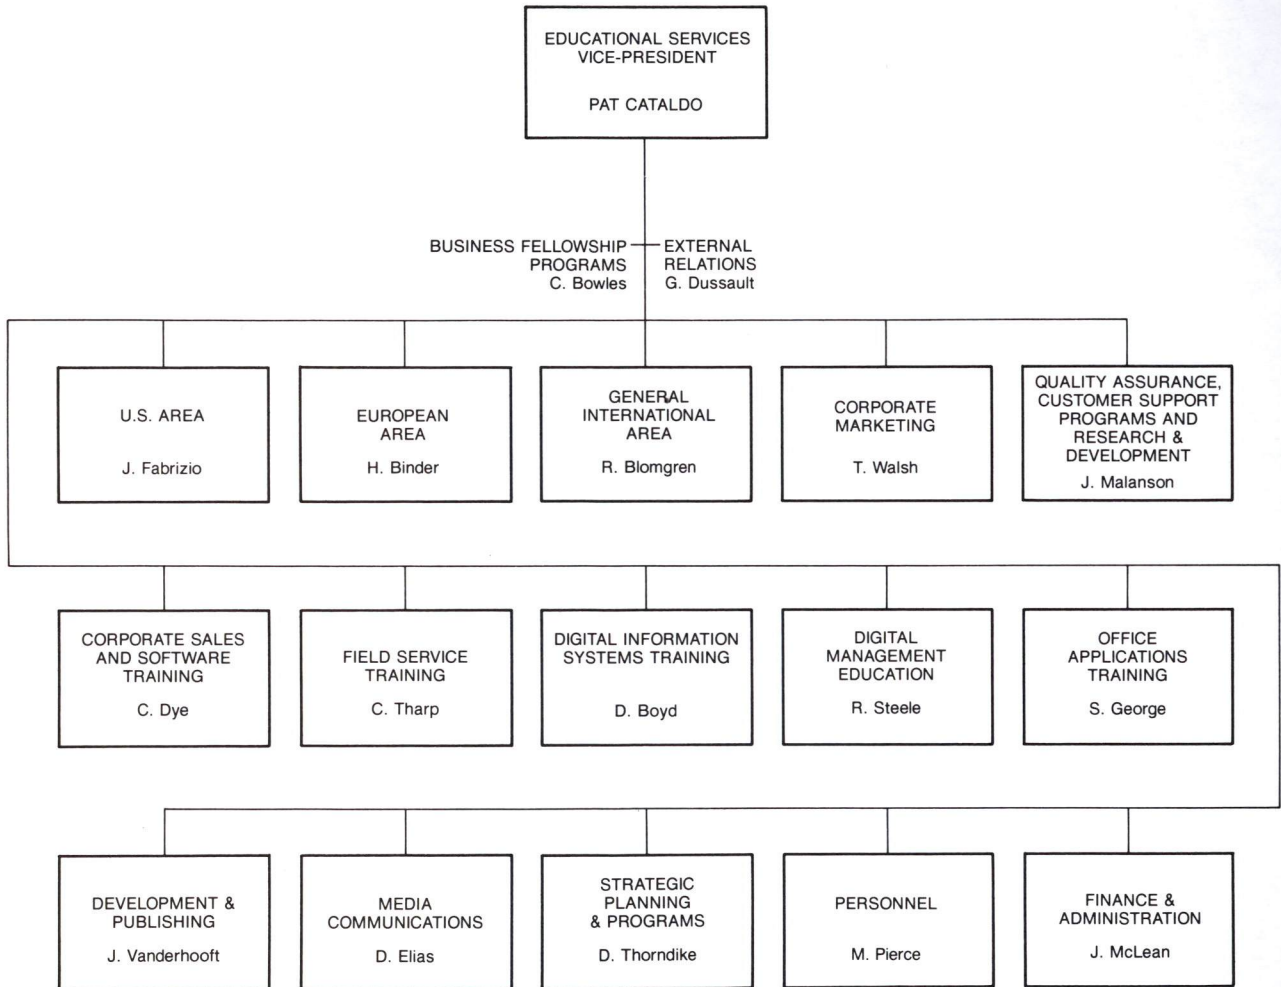 EDUCATIONAL SERVICES
VICE-PRESIDENT
PAT CATALDO
BUSINESS FELLOWSHIP
PROGRAMS
C. Bowles
EXTERNAL
RELATIONS
G. Dussault
U.S. AREA
J. Fabrizio
EUROPEAN
AREA
H. Binder
GENERAL
INTERNATIONAL
AREA
R. Blomgren
CORPORATE
MARKETING
T. Walsh
QUALITY ASSURANCE,
CUSTOMER SUPPORT
PROGRAMS AND
RESEARCH &
DEVELOPMENT
J. Malanson
CORPORATE SALES
AND SOFTWARE
TRAINING
C. Dye
FIELD SERVICE
TRAINING
C. Tharp
DIGITAL INFORMATION
SYSTEMS TRAINING
D. Boyd
DIGITAL
MANAGEMENT
EDUCATION
R. Steele
OFFICE
APPLICATIONS
TRAINING
S. George
DEVELOPMENT &
PUBLISHING
J. Vanderhooft
MEDIA
COMMUNICATIONS
D. Elias
STRATEGIC
PLANNING
& PROGRAMS
D. Thorndike
PERSONNEL
M. Pierce
FINANCE &
ADMINISTRATION
J. McLean